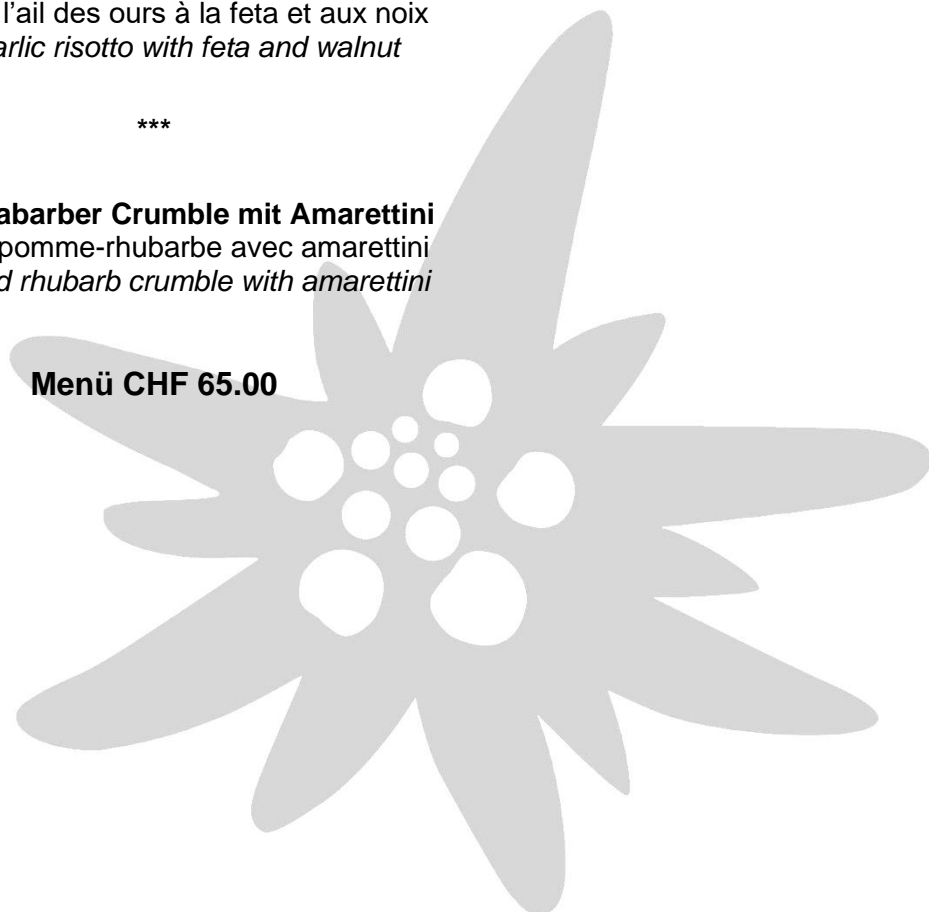 l’ail des ours à la feta et aux noix
arlic risotto with feta and walnut
***
abarber Crumble mit Amarettini
pomme-rhubarbe avec amarettini
d rhubarb crumble with amarettini
Menü CHF 65.00